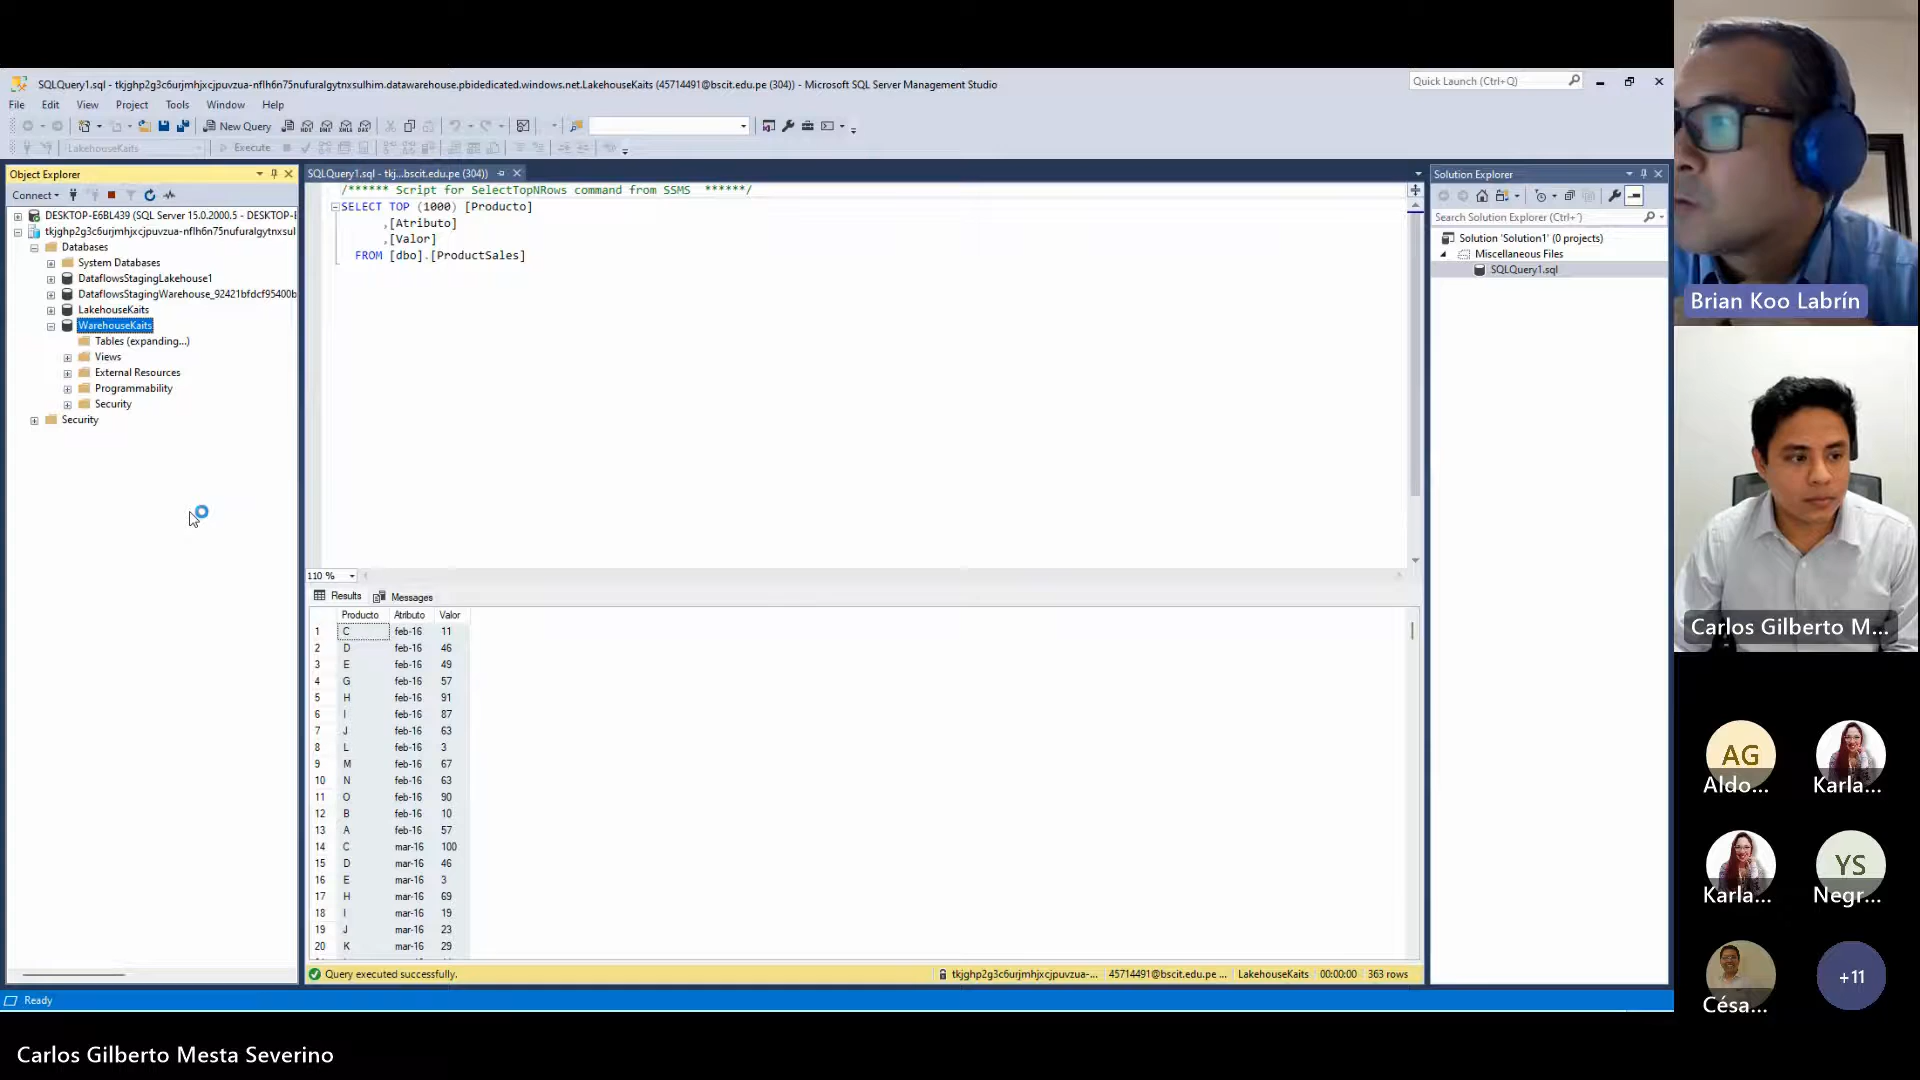 SQLQuery1.sql - tkjghp2g3c6urjmhjxcjpuvzua-nflh6n75nufuralgytnxsulhim.datawarehouse.pbidedicated.windows.net.LakehouseKaits (45714491@bscit.edu.pe (304)) - Microsoft SQL Server Management Studio
Quick Launch (Ctrl+Q)
File Edit View Project Tools Window Help
New Query
LakehouseKaits
Execute
Object Explorer
Connect
DESKTOP-E6BL439 (SQL Server 15.0.2000.5 - DESKTOP-
tkjghp2g3c6urjmhjxcjpuvzua-nflh6n75nufuralgytnxsul
Databases
System Databases
DataflowsStagingLakehouse1
DataflowsStagingWarehouse_92421bfdcf95400b
LakehouseKaits
WarehouseKaits
Tables (expanding...)
Views
External Resources
Programmability
Security
Security
SQLQuery1.sql - tkj...bscit.edu.pe (304))
/****** Script for SelectTopNRows command from SSMS ******/
SELECT TOP (1000) [Producto]
,[Atributo]
,[Valor]
FROM [dbo].[ProductSales]
110 %
Results Messages
Producto Atributo Valor
1 C feb-16 11
2 D feb-16 46
3 E feb-16 49
4 G feb-16 57
5 H feb-16 91
6 I feb-16 87
7 J feb-16 63
8 L feb-16 3
9 M feb-16 67
10 N feb-16 63
11 O feb-16 90
12 B feb-16 10
13 A feb-16 57
14 C mar-16 100
15 D mar-16 46
16 E mar-16 3
17 H mar-16 69
18 I mar-16 19
19 J mar-16 23
20 K mar-16 29
Query executed successfully.
tkjghp2g3c6urjmhjxcjpuvzua-... 45714491@bscit.edu.pe ... LakehouseKaits 00:00:00 363 rows
Solution Explorer
Search Solution Explorer (Ctrl+')
Solution 'Solution1' (0 projects)
Miscellaneous Files
SQLQuery1.sql
Ready
Brian Koo Labrín
Carlos Gilberto M...
AG
Aldo...
Karla...
Karla...
YS
Negr...
Césa...
+11
Carlos Gilberto Mesta Severino